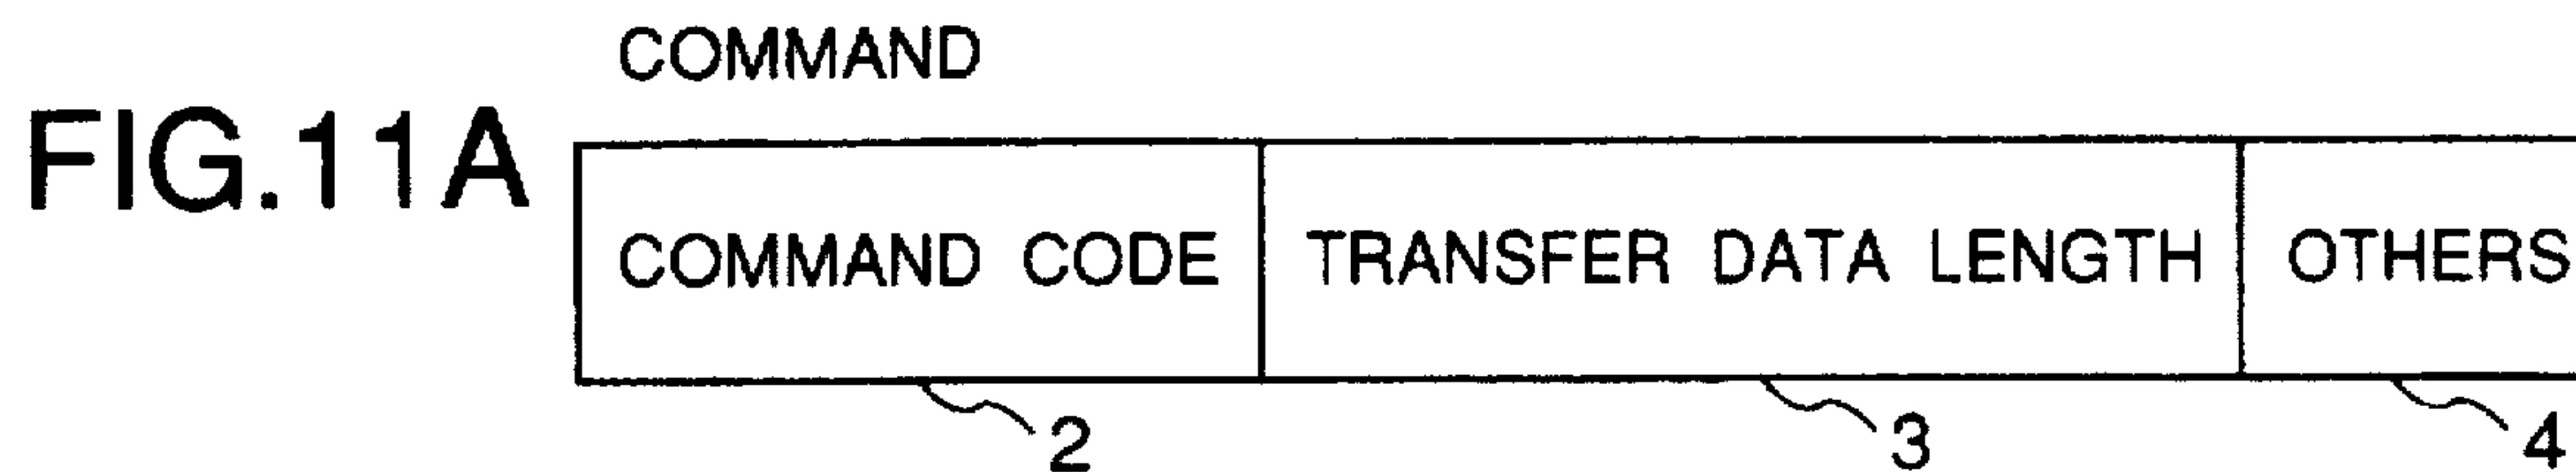 COMMAND
FIG.11A
COMMAND CODE TRANSFER DATA LENGTH OTHERS
2 3 4